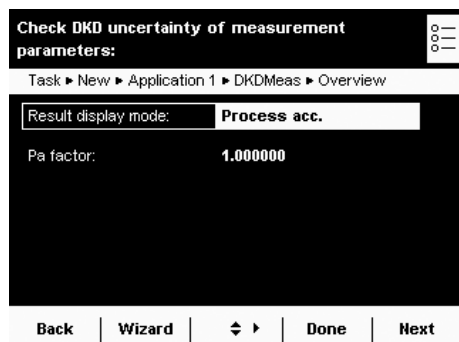 Check DKD uncertainty of measurement
parameters:
Task ▸ New ▸ Application 1 ▸ DKDMeas ▸ Overview
Result display mode: Process acc.
Pa factor: 1.000000
Back Wizard Done Next